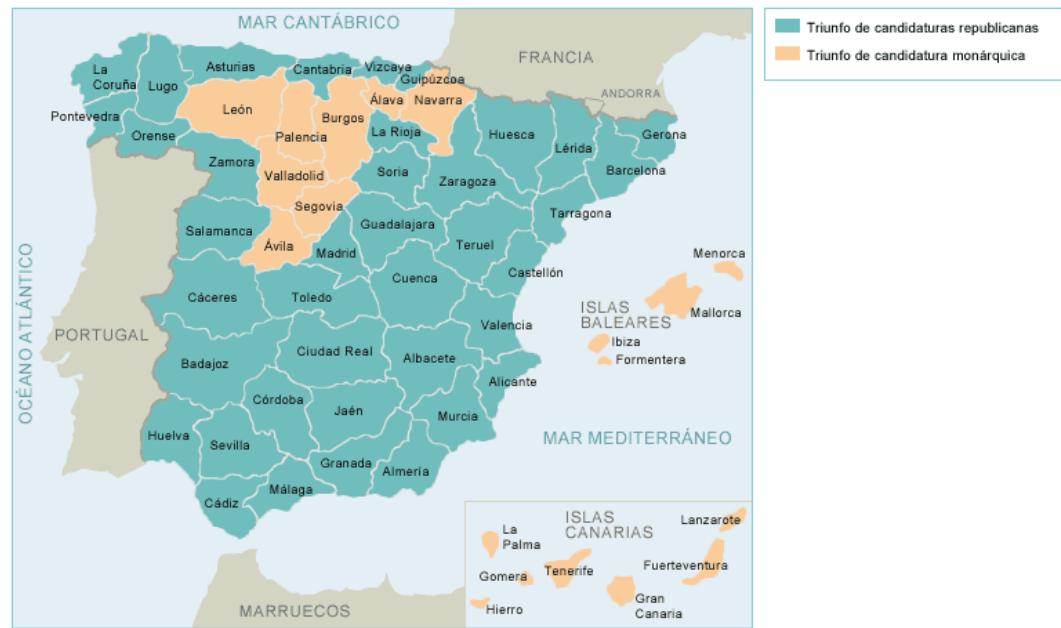 MAR CANTÁBRICO
Triunfo de candidaturas republicanas
Triunfo de candidatura monárquica
FRANCIA
ANDORRA
La
Coruña
Lugo
Asturias
Cantabria
Vizcaya
Guipúzcoa
Pontevedra
Orense
León
Palencia
Burgos
Álava
Navarra
La Rioja
Huesca
Lérida
Gerona
Barcelona
Zamora
Valladolid
Soria
Zaragoza
Tarragona
Segovia
Salamanca
Ávila
Madrid
Guadalajara
Teruel
Castellón
Menorca
Mallorca
ISLAS
BALEARES
Ibiza
Formentera
OCÉANO ATLÁNTICO
PORTUGAL
Cáceres
Toledo
Cuenca
Valencia
Badajoz
Ciudad Real
Albacete
Alicante
Córdoba
Jaén
Murcia
MAR MEDITERRÁNEO
Huelva
Sevilla
Granada
Almería
Cádiz
Málaga
MARRUECOS
ISLAS
CANARIAS
La
Palma
Lanzarote
Gomera
Tenerife
Fuerteventura
Hierro
Gran
Canaria